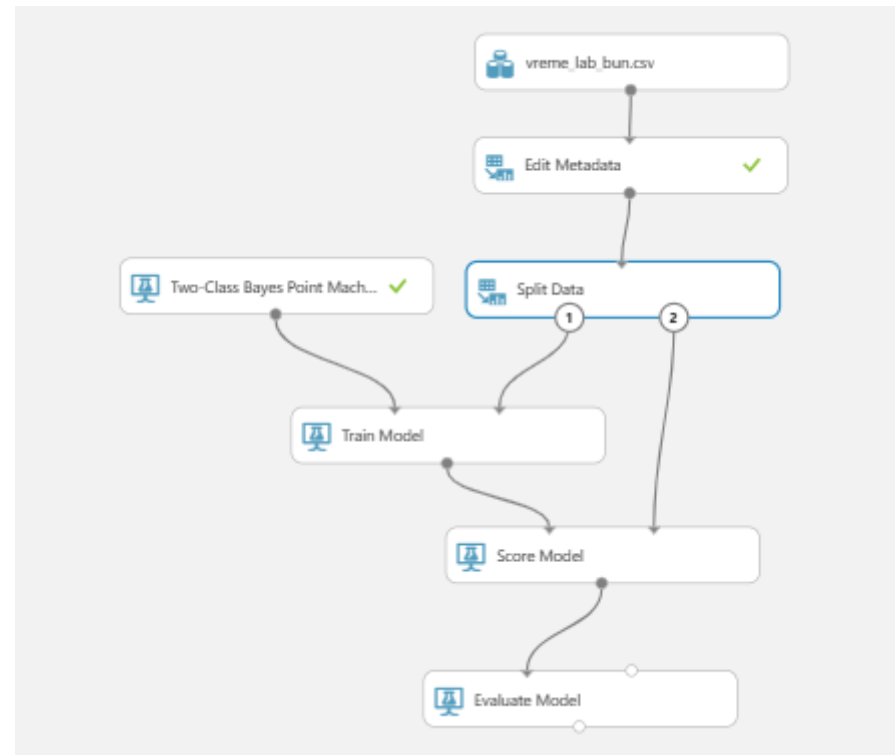 vreme_lab_bun.csv
Edit Metadata
Two-Class Bayes Point Mach...
Split Data
1
2
Train Model
Score Model
Evaluate Model